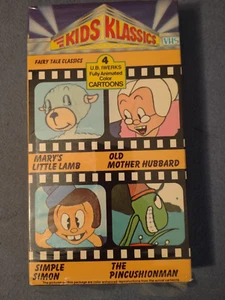 KIDS KLASSICS
VHS
FAIRY TALE CLASSICS
4
U.B. IWERKS
Fully Animated
Color
CARTOONS
MARY'S
LITTLE LAMB
OLD
MOTHER HUBBARD
SIMPLE
SIMON
THE
PINCUSHIONMAN